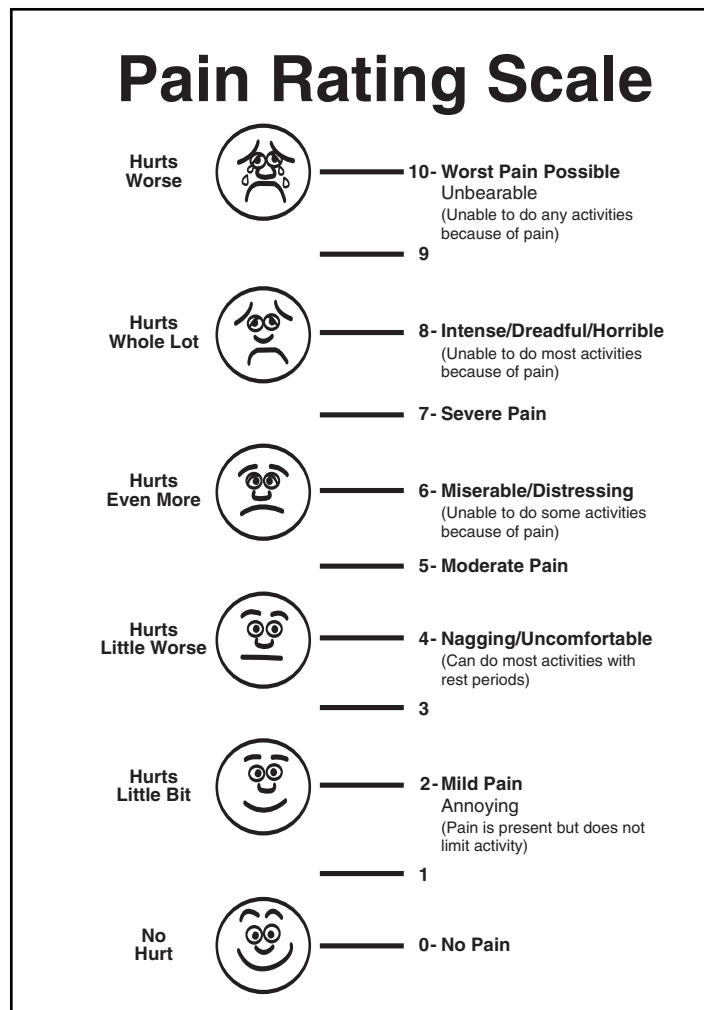 Pain Rating Scale
Hurts
Worse
10- Worst Pain Possible
Unbearable
(Unable to do any activities
because of pain)
9
Hurts
Whole Lot
8- Intense/Dreadful/Horrible
(Unable to do most activities
because of pain)
7- Severe Pain
Hurts
Even More
6- Miserable/Distressing
(Unable to do some activities
because of pain)
5- Moderate Pain
Hurts
Little Worse
4- Nagging/Uncomfortable
(Can do most activities with
rest periods)
3
Hurts
Little Bit
2- Mild Pain
Annoying
(Pain is present but does not
limit activity)
1
No
Hurt
0- No Pain